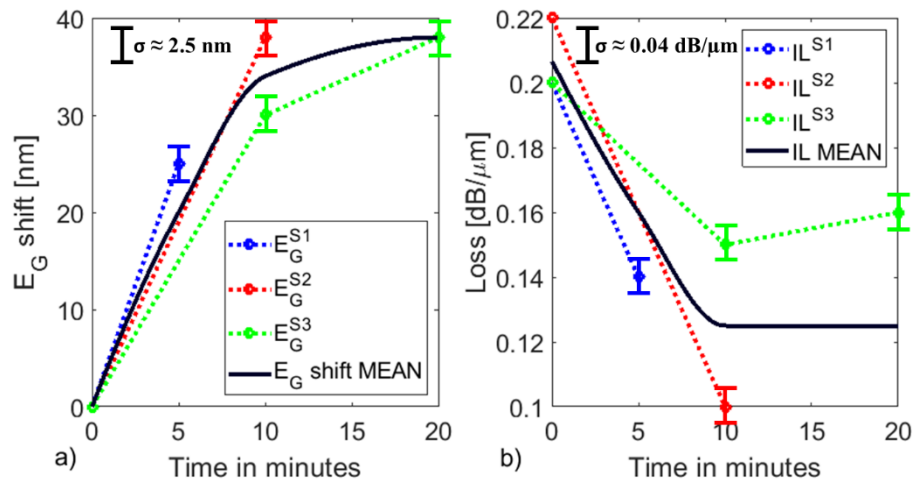 40
30
20
10
0
E_G shift [nm]
σ ≈ 2.5 nm
E_G^S1
E_G^S2
E_G^S3
E_G shift MEAN
0 5 10 15 20
a) Time in minutes
0.22
0.2
0.18
0.16
0.14
0.12
0.1
Loss [dB/μm]
σ ≈ 0.04 dB/μm
IL^S1
IL^S2
IL^S3
IL MEAN
0 5 10 15 20
b) Time in minutes